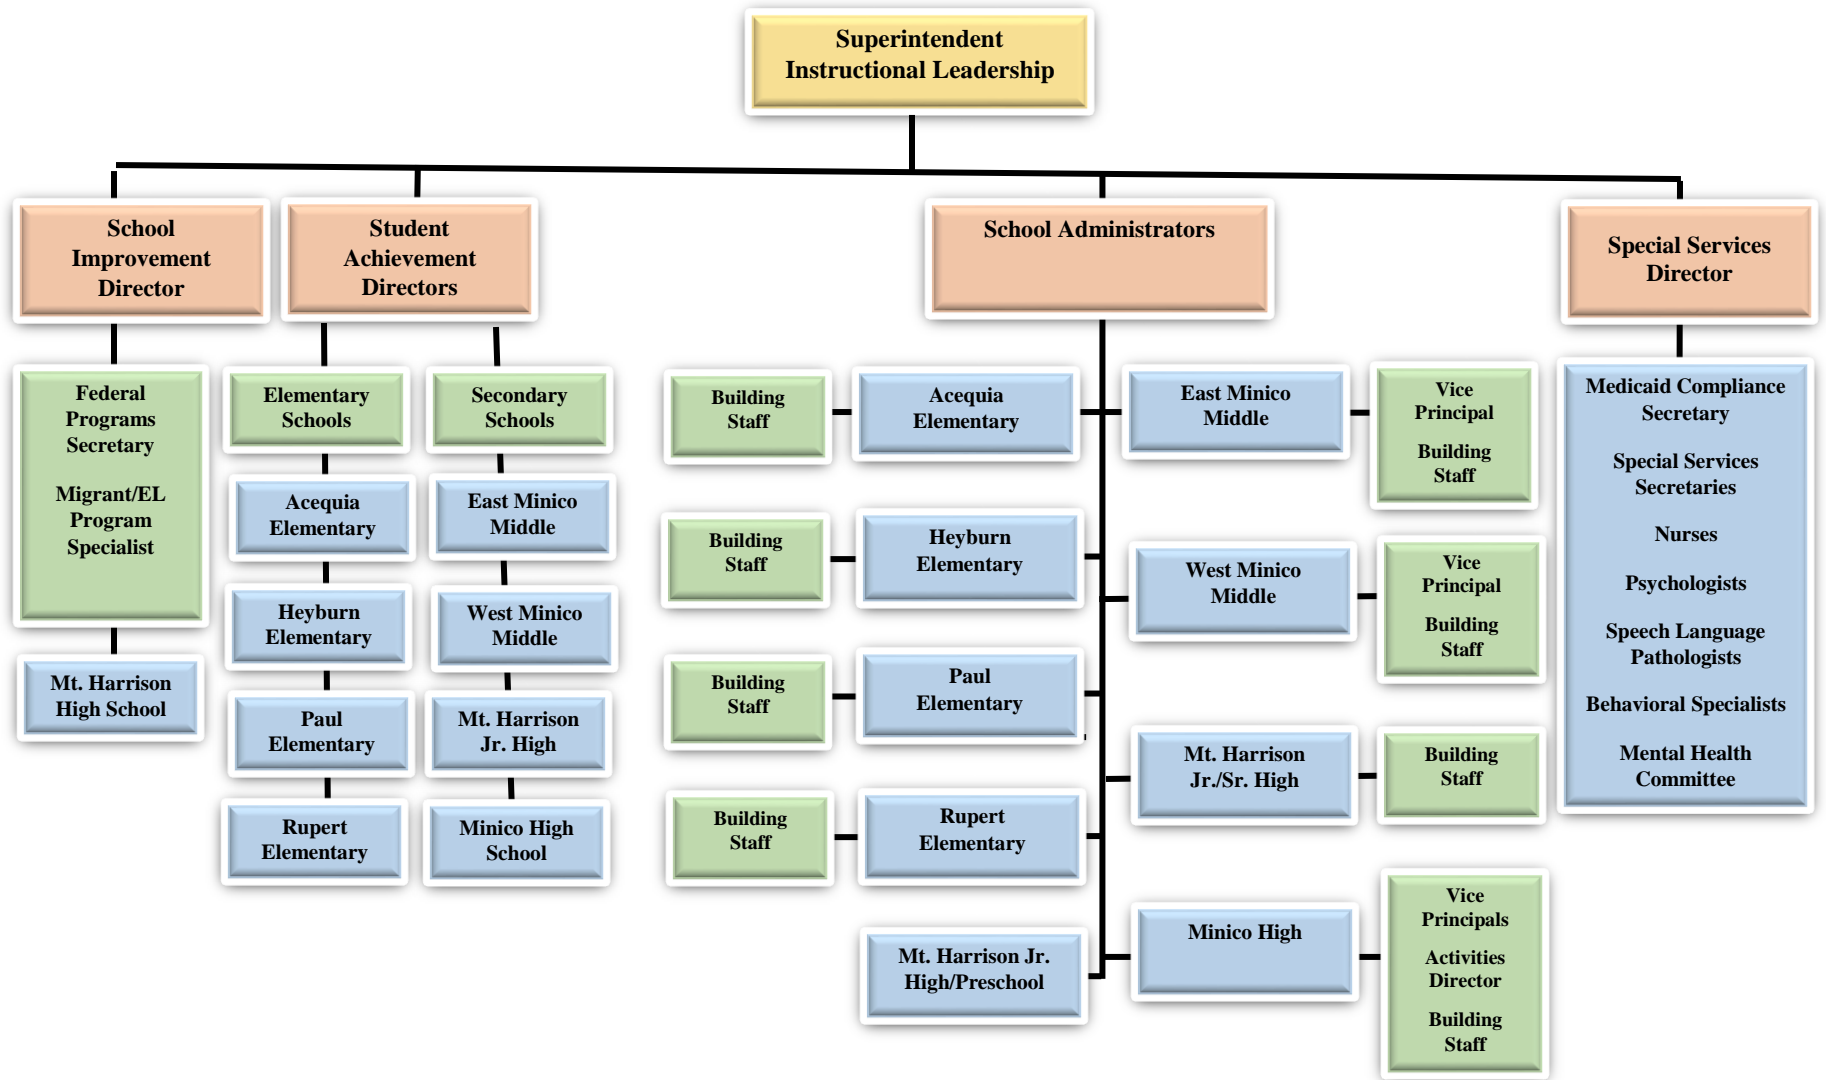 Superintendent
Instructional Leadership
School
Improvement
Director
Student
Achievement
Directors
School Administrators
Special Services
Director
Federal
Programs
Secretary
Migrant/EL
Program
Specialist
Mt. Harrison
High School
Elementary
Schools
Acequia
Elementary
Heyburn
Elementary
Paul
Elementary
Rupert
Elementary
Secondary
Schools
East Minico
Middle
West Minico
Middle
Mt. Harrison
Jr. High
Minico High
School
Building
Staff
Acequia
Elementary
Building
Staff
Heyburn
Elementary
Building
Staff
Paul
Elementary
Building
Staff
Rupert
Elementary
Mt. Harrison Jr.
High/Preschool
East Minico
Middle
Vice
Principal
Building
Staff
West Minico
Middle
Vice
Principal
Building
Staff
Mt. Harrison
Jr./Sr. High
Building
Staff
Minico High
Vice
Principals
Activities
Director
Building
Staff
Medicaid Compliance
Secretary
Special Services
Secretaries
Nurses
Psychologists
Speech Language
Pathologists
Behavioral Specialists
Mental Health
Committee